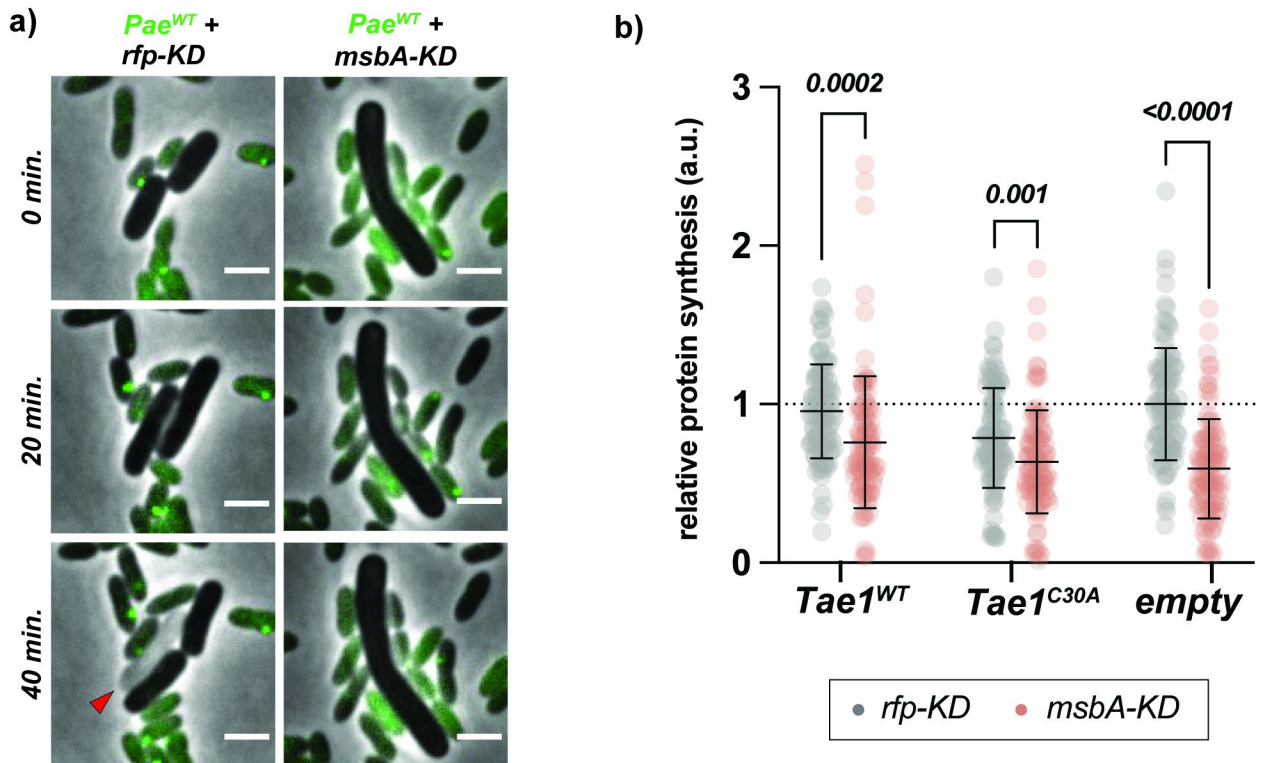 a)
Pae^WT +
rfp-KD
Pae^WT +
msbA-KD
0 min.
20 min.
40 min.
b)
relative protein synthesis (a.u.)
3
2
1
0
0.0002
0.001
<0.0001
Tae1^WT
Tae1^C30A
empty
rfp-KD
msbA-KD